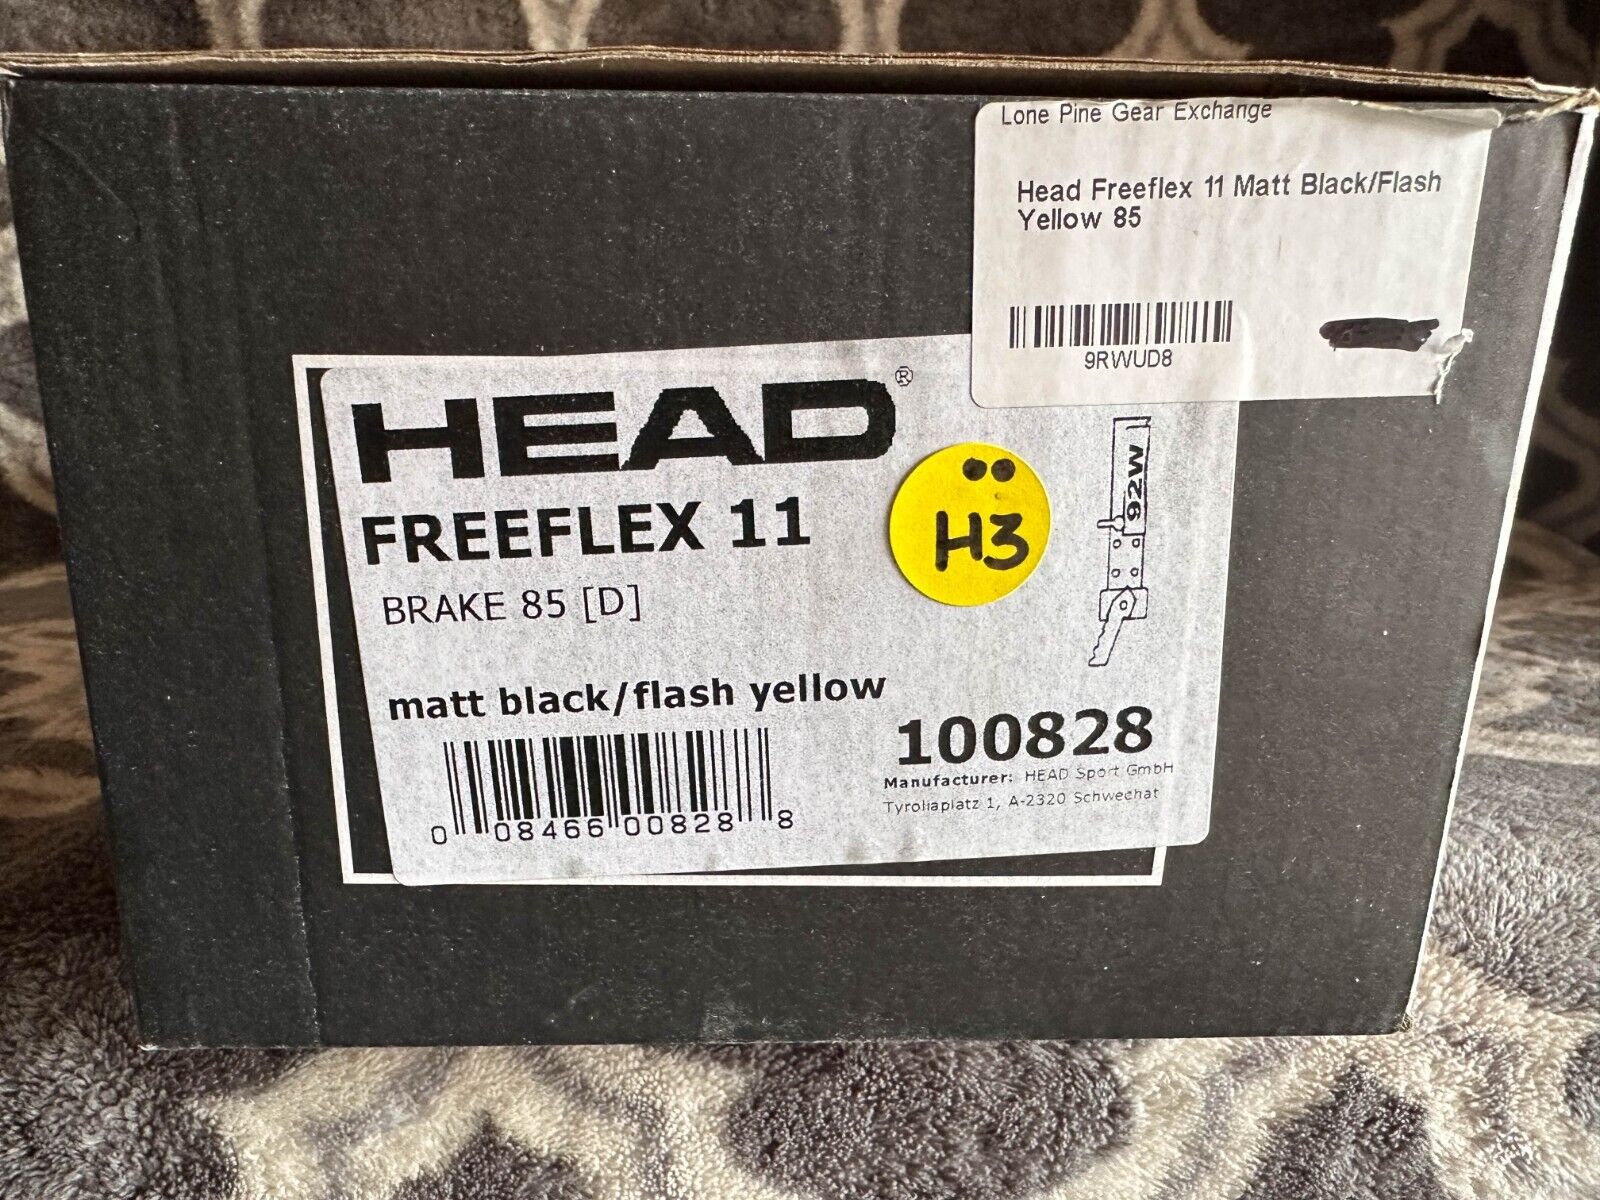 Lone Pine Gear Exchange
Head Freeflex 11 Matt Black/Flash
Yellow 85
9RWUD8
HEAD®
FREEFLEX 11
BRAKE 85 [D]
H3
92W
matt black/flash yellow
0 08466 00828 8
100828
Manufacturer: HEAD Sport GmbH
Tyroliaplatz 1, A-2320 Schwechat